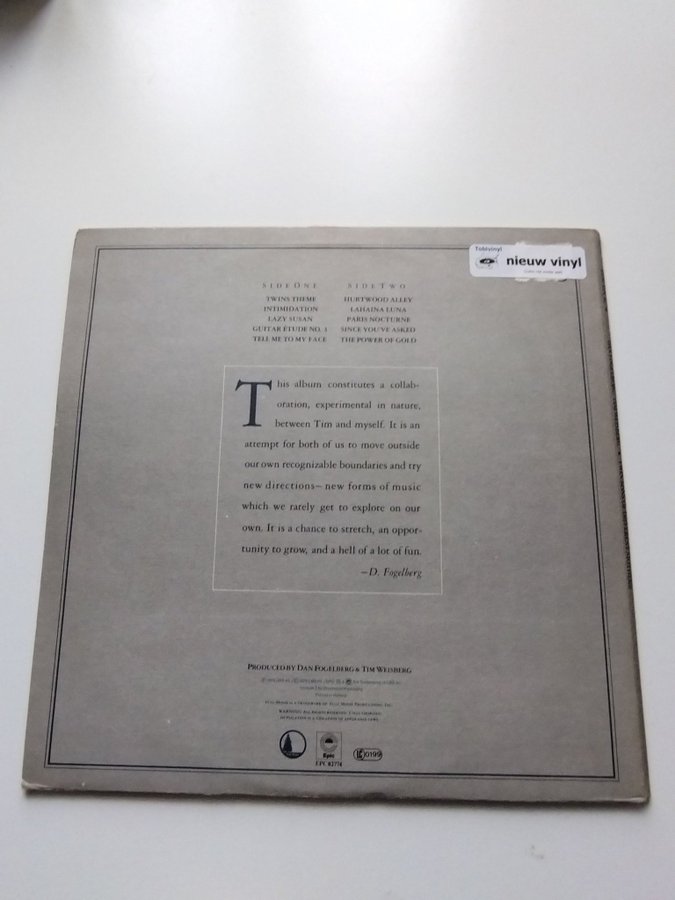 Tobivinyl
nieuw vinyl
SIDE ONE
TWINS THEME
INTIMIDATION
LAZY SUSAN
GUITAR ETUDE NO. 3
TELL ME TO MY FACE
SIDE TWO
HURTWOOD ALLEY
LAHAINA LUNA
PARIS NOCTURNE
SINCE YOU'VE ASKED
THE POWER OF GOLD
This album constitutes a collab-
oration, experimental in nature,
between Tim and myself. It is an
attempt for both of us to move outside
our own recognizable boundaries and try
new directions—new forms of music
which we rarely get to explore on our
own. It is a chance to stretch, an oppor-
tunity to grow, and a hell of a lot of fun.
—D. Fogelberg
PRODUCED BY DAN FOGELBERG & TIM WEISBERG
Epic
EPC 82774
0199